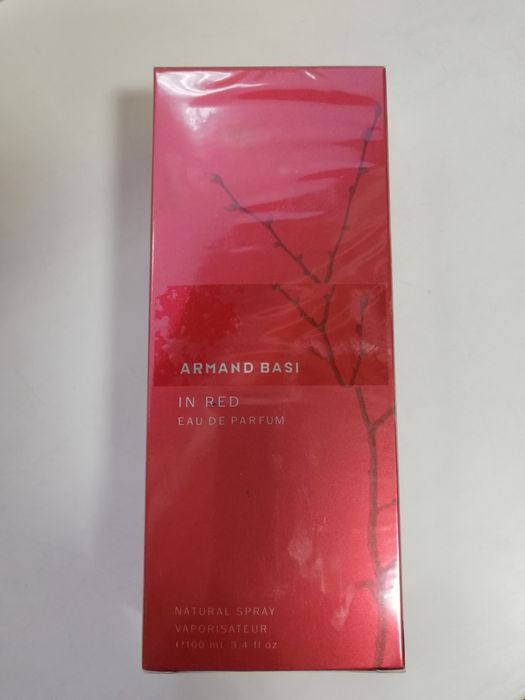 ARMAND BASI
IN RED
EAU DE PARFUM
NATURAL SPRAY
VAPORISATEUR
℮100 ml 3.4 fl oz